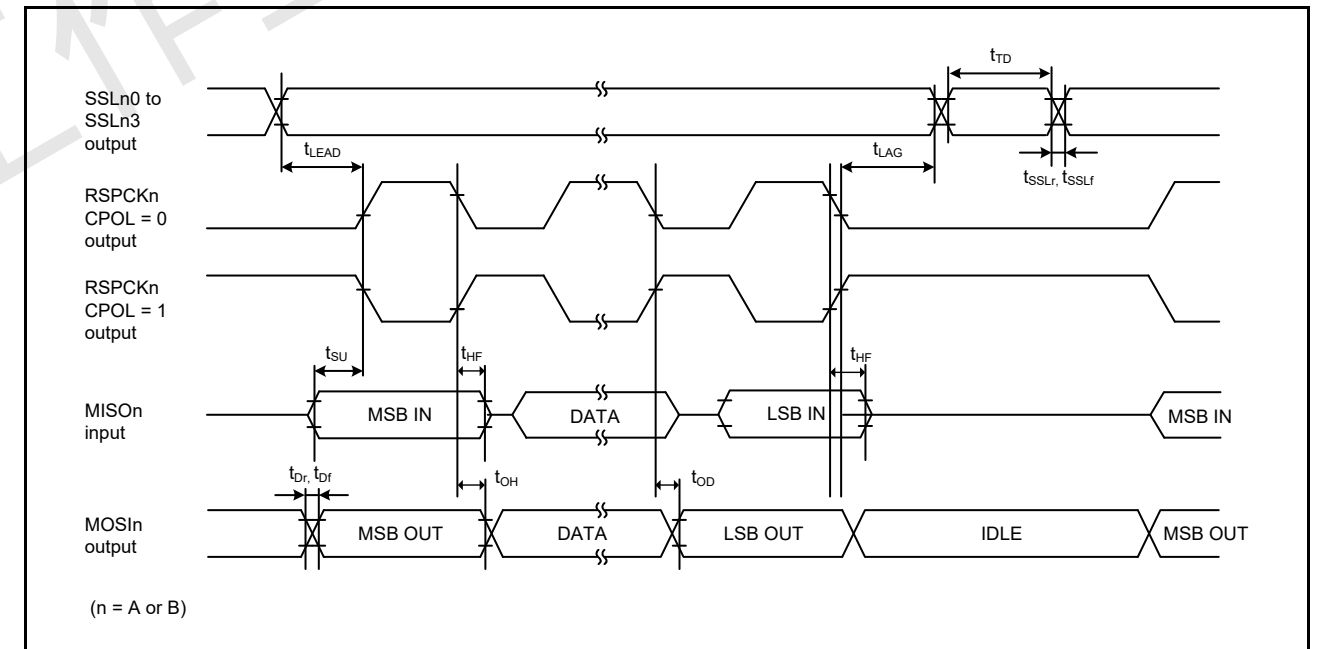 tTD
SSLn0 to
SSLn3
output
tLEAD
tLAG
tSSLr, tSSLf
RSPCKn
CPOL = 0
output
RSPCKn
CPOL = 1
output
tSU
tHF
tHF
MISOn
input
MSB IN
DATA
LSB IN
MSB IN
tDr, tDf
tOH
tOD
MOSIn
output
MSB OUT
DATA
LSB OUT
IDLE
MSB OUT
(n = A or B)